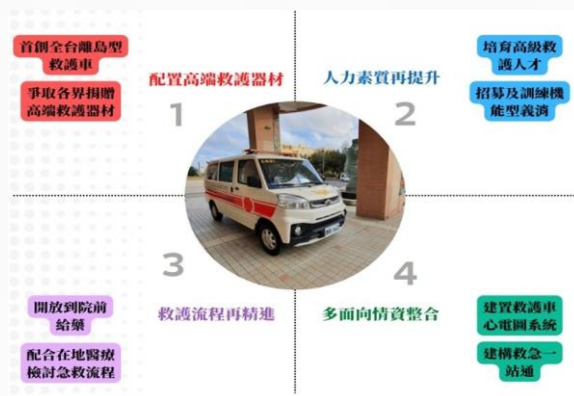 首創全台離島型
救護車
爭取各界捐贈
高端救護器材
配置高端救護器材
1
人力素質再提升
2
培育高級救
護人才
招募及訓練機
能型義消
3
救護流程再精進
開放到院前
給藥
配合在地醫療
檢討急救流程
4
多面向情資整合
建置救護車
心電圖系統
建構救急一
站通